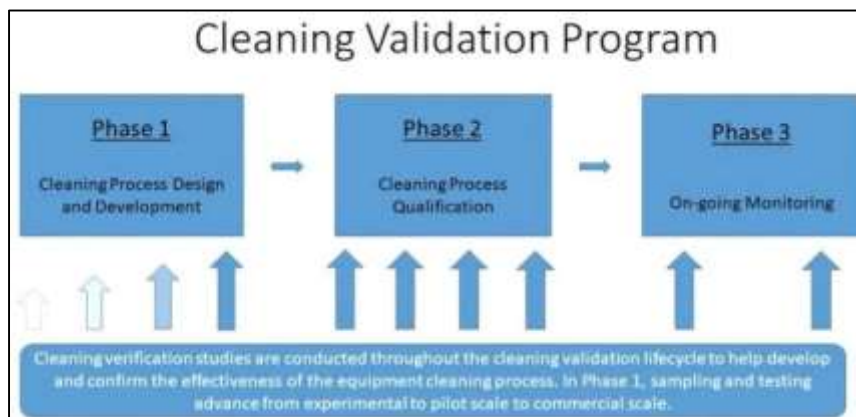 Cleaning Validation Program
Phase 1
Cleaning Process Design
and Development
Phase 2
Cleaning Process
Qualification
Phase 3
On-going Monitoring
Cleaning verification studies are conducted throughout the cleaning validation lifecycle to help develop
and confirm the effectiveness of the equipment cleaning process. In Phase 1, sampling and testing
advance from experimental to pilot scale to commercial scale.